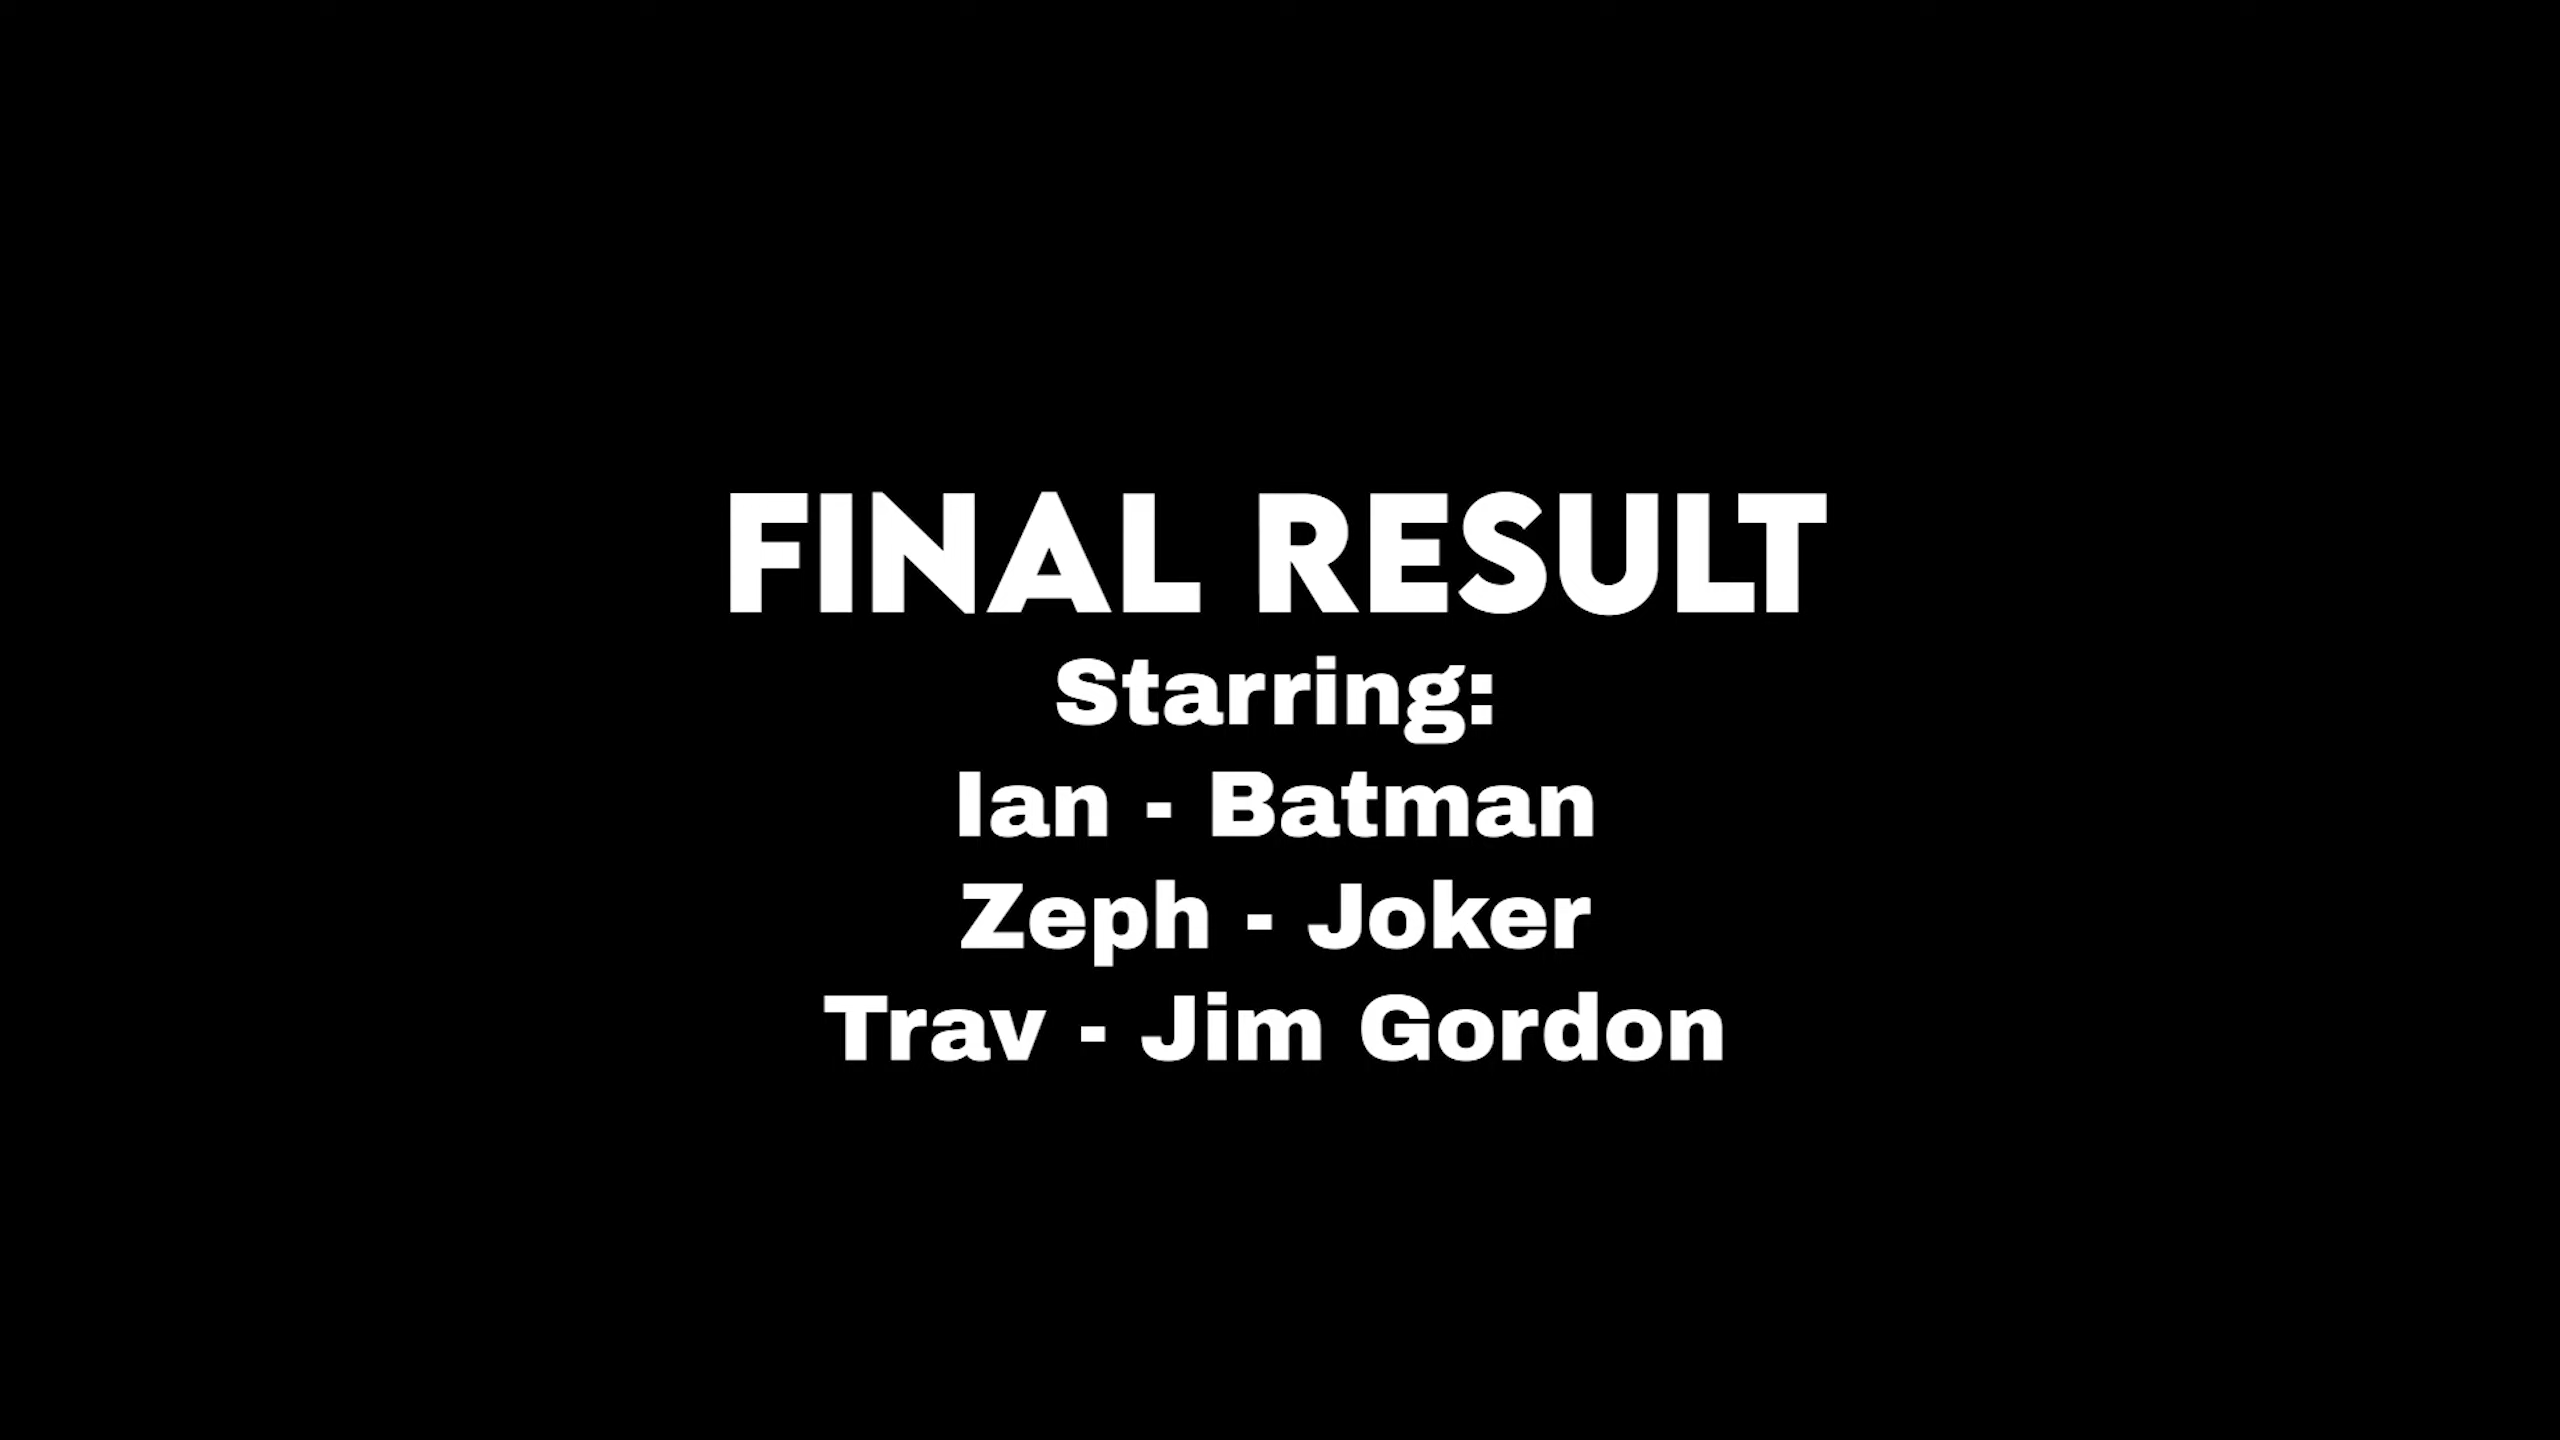 FINAL RESULT
Starring:
Ian - Batman
Zeph - Joker
Trav - Jim Gordon